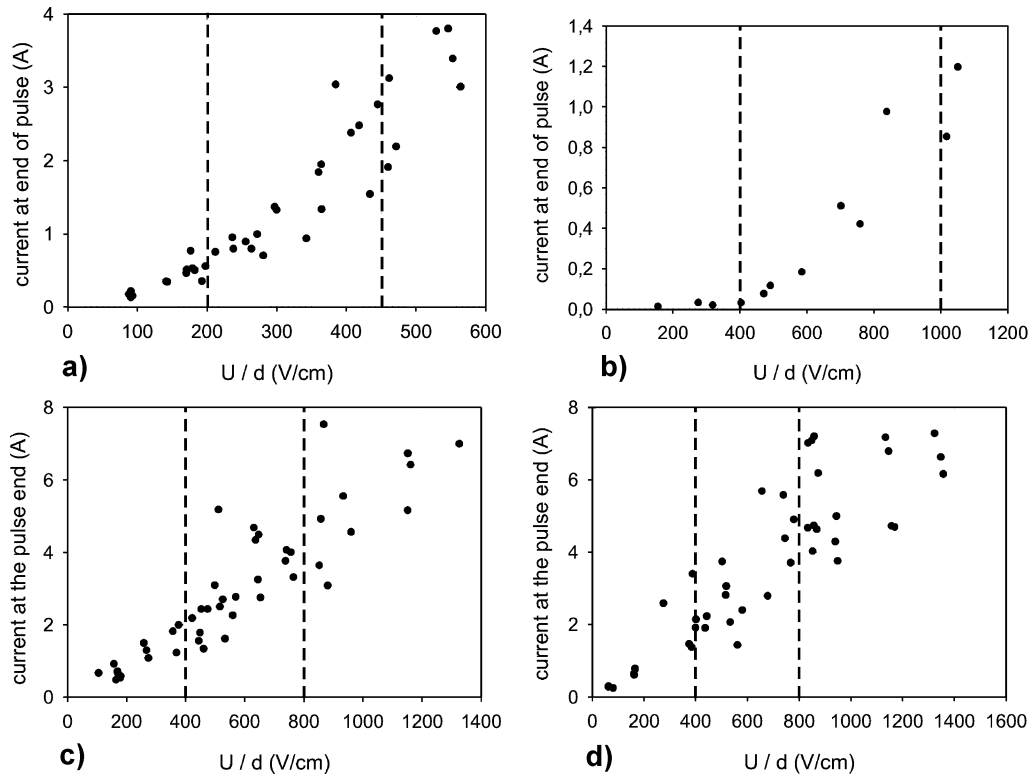 current at end of pulse (A)
4
3
2
1
0
0 100 200 300 400 500 600
a)
U / d (V/cm)
current at end of pulse (A)
1,4
1,2
1,0
0,8
0,6
0,4
0,2
0,0
0 200 400 600 800 1000 1200
b)
U / d (V/cm)
current at the pulse end (A)
8
6
4
2
0
0 200 400 600 800 1000 1200 1400
c)
U / d (V/cm)
current at the pulse end (A)
8
6
4
2
0
0 200 400 600 800 1000 1200 1400 1600
d)
U / d (V/cm)